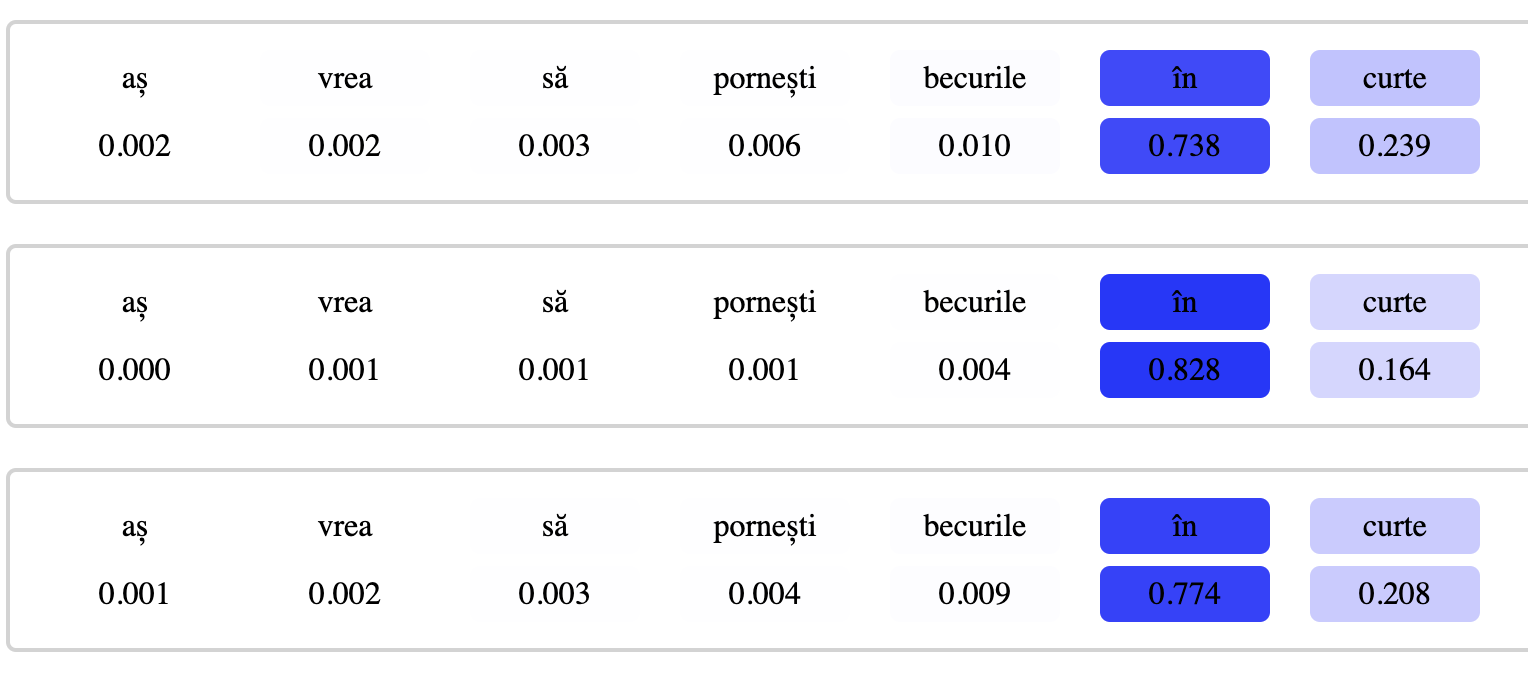 aș vrea să pornești becurile în curte
0.002 0.002 0.003 0.006 0.010 0.738 0.239
aș vrea să pornești becurile în curte
0.000 0.001 0.001 0.001 0.004 0.828 0.164
aș vrea să pornești becurile în curte
0.001 0.002 0.003 0.004 0.009 0.774 0.208